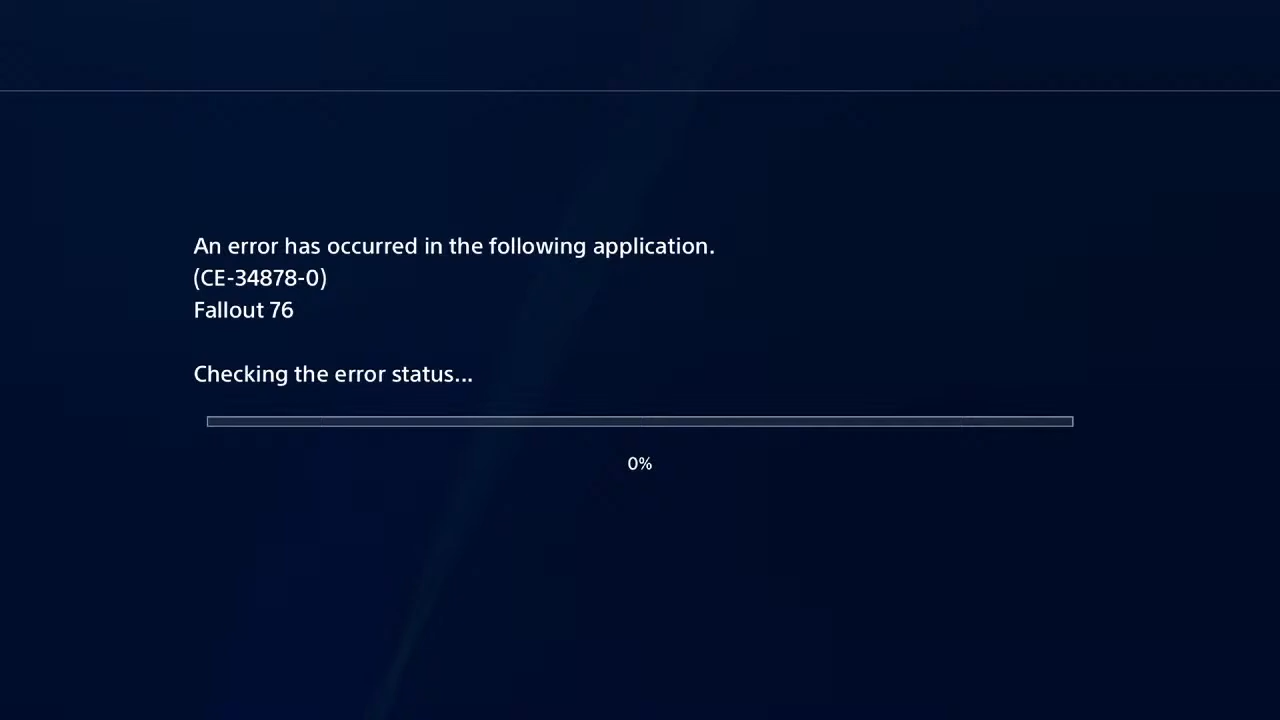 An error has occurred in the following application.
(CE-34878-0)
Fallout 76
Checking the error status...
0%